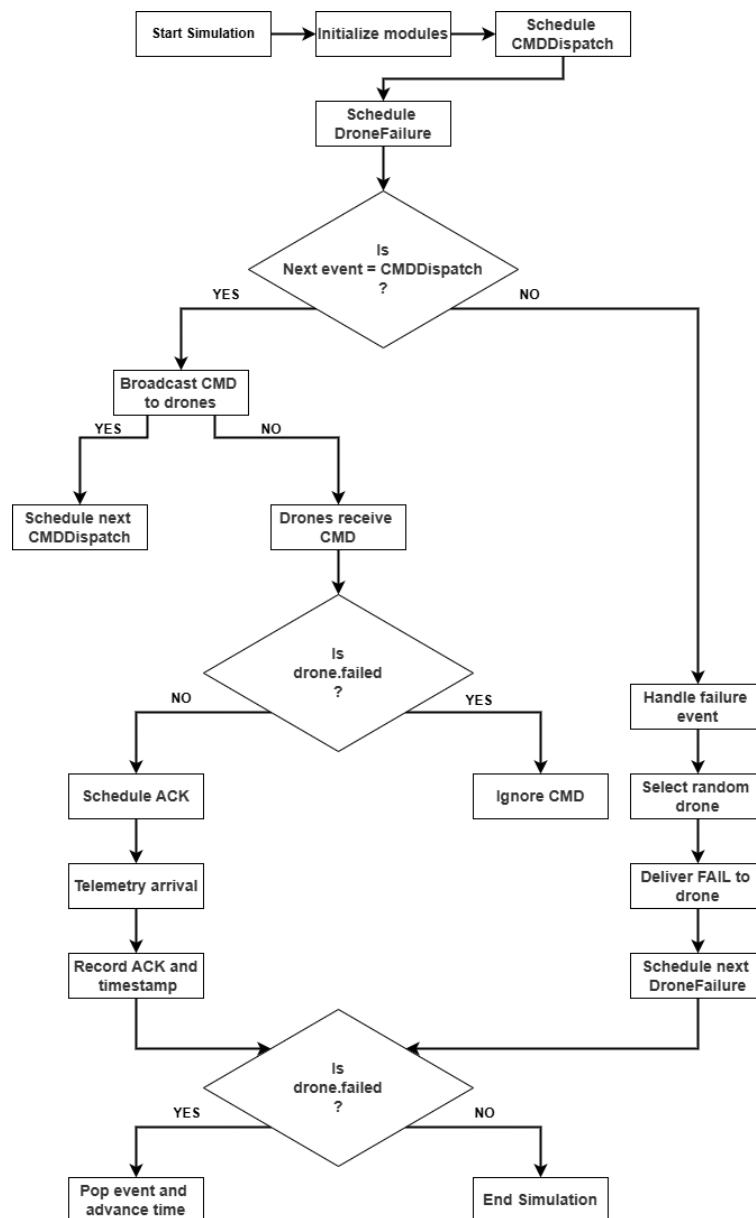 Start Simulation
Initialize modules
Schedule
CMDDispatch
Schedule
DroneFailure
Is
Next event = CMDDispatch
?
YES
NO
Broadcast CMD
to drones
YES
NO
Schedule next
CMDDispatch
Drones receive
CMD
Is
drone.failed
?
NO
YES
Handle failure
event
Schedule ACK
Ignore CMD
Select random
drone
Telemetry arrival
Deliver FAIL to
drone
Record ACK and
timestamp
Schedule next
DroneFailure
Is
drone.failed
?
YES
NO
Pop event and
advance time
End Simulation